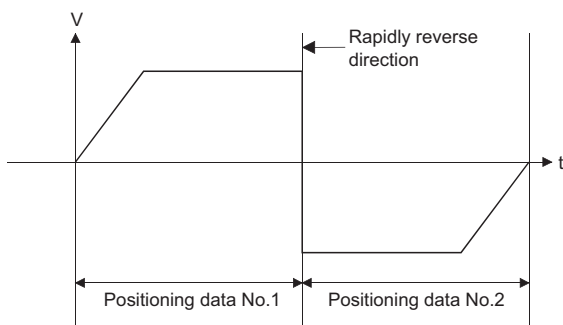 V
Rapidly reverse
direction
t
Positioning data No.1
Positioning data No.2